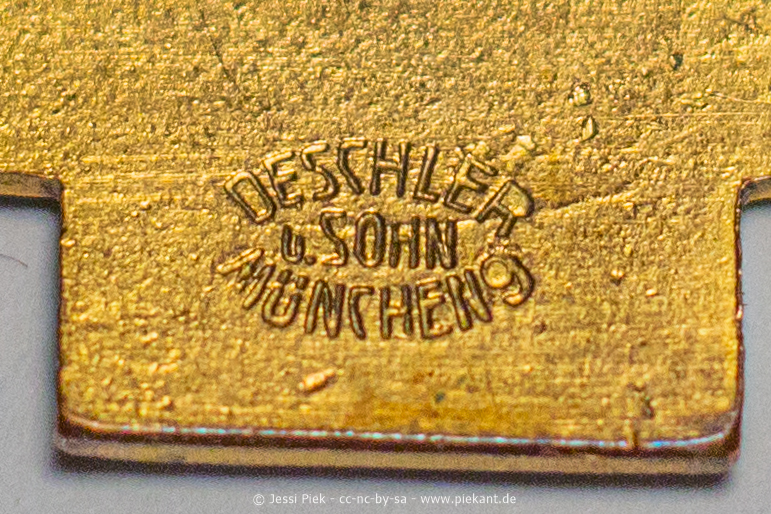 DESCHLER
u. SOHN
MÜNCHEN 9
© Jessi Piek - cc-nc-by-sa - www.piekant.de